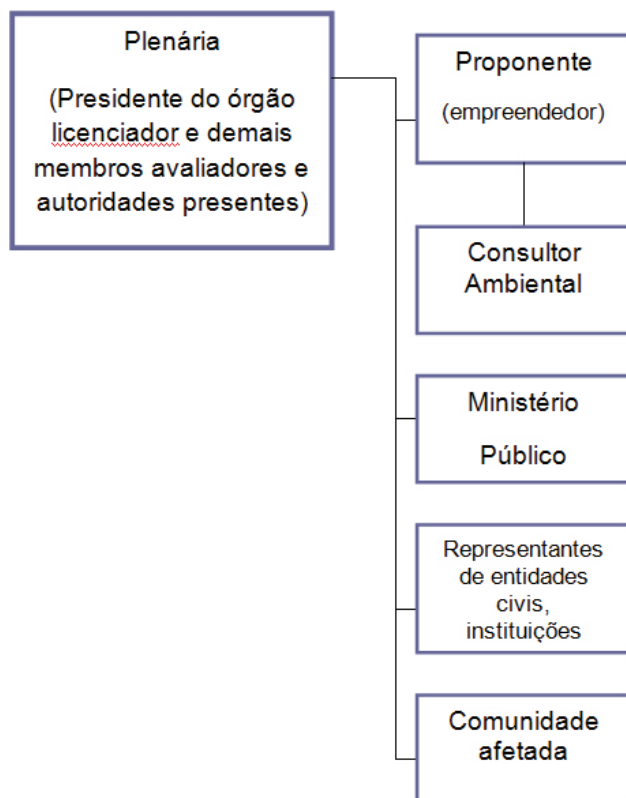 Plenária
(Presidente do órgão
licenciador e demais
membros avaliadores e
autoridades presentes)
Proponente
(empreendedor)
Consultor
Ambiental
Ministério
Público
Representantes
de entidades
civis,
instituições
Comunidade
afetada